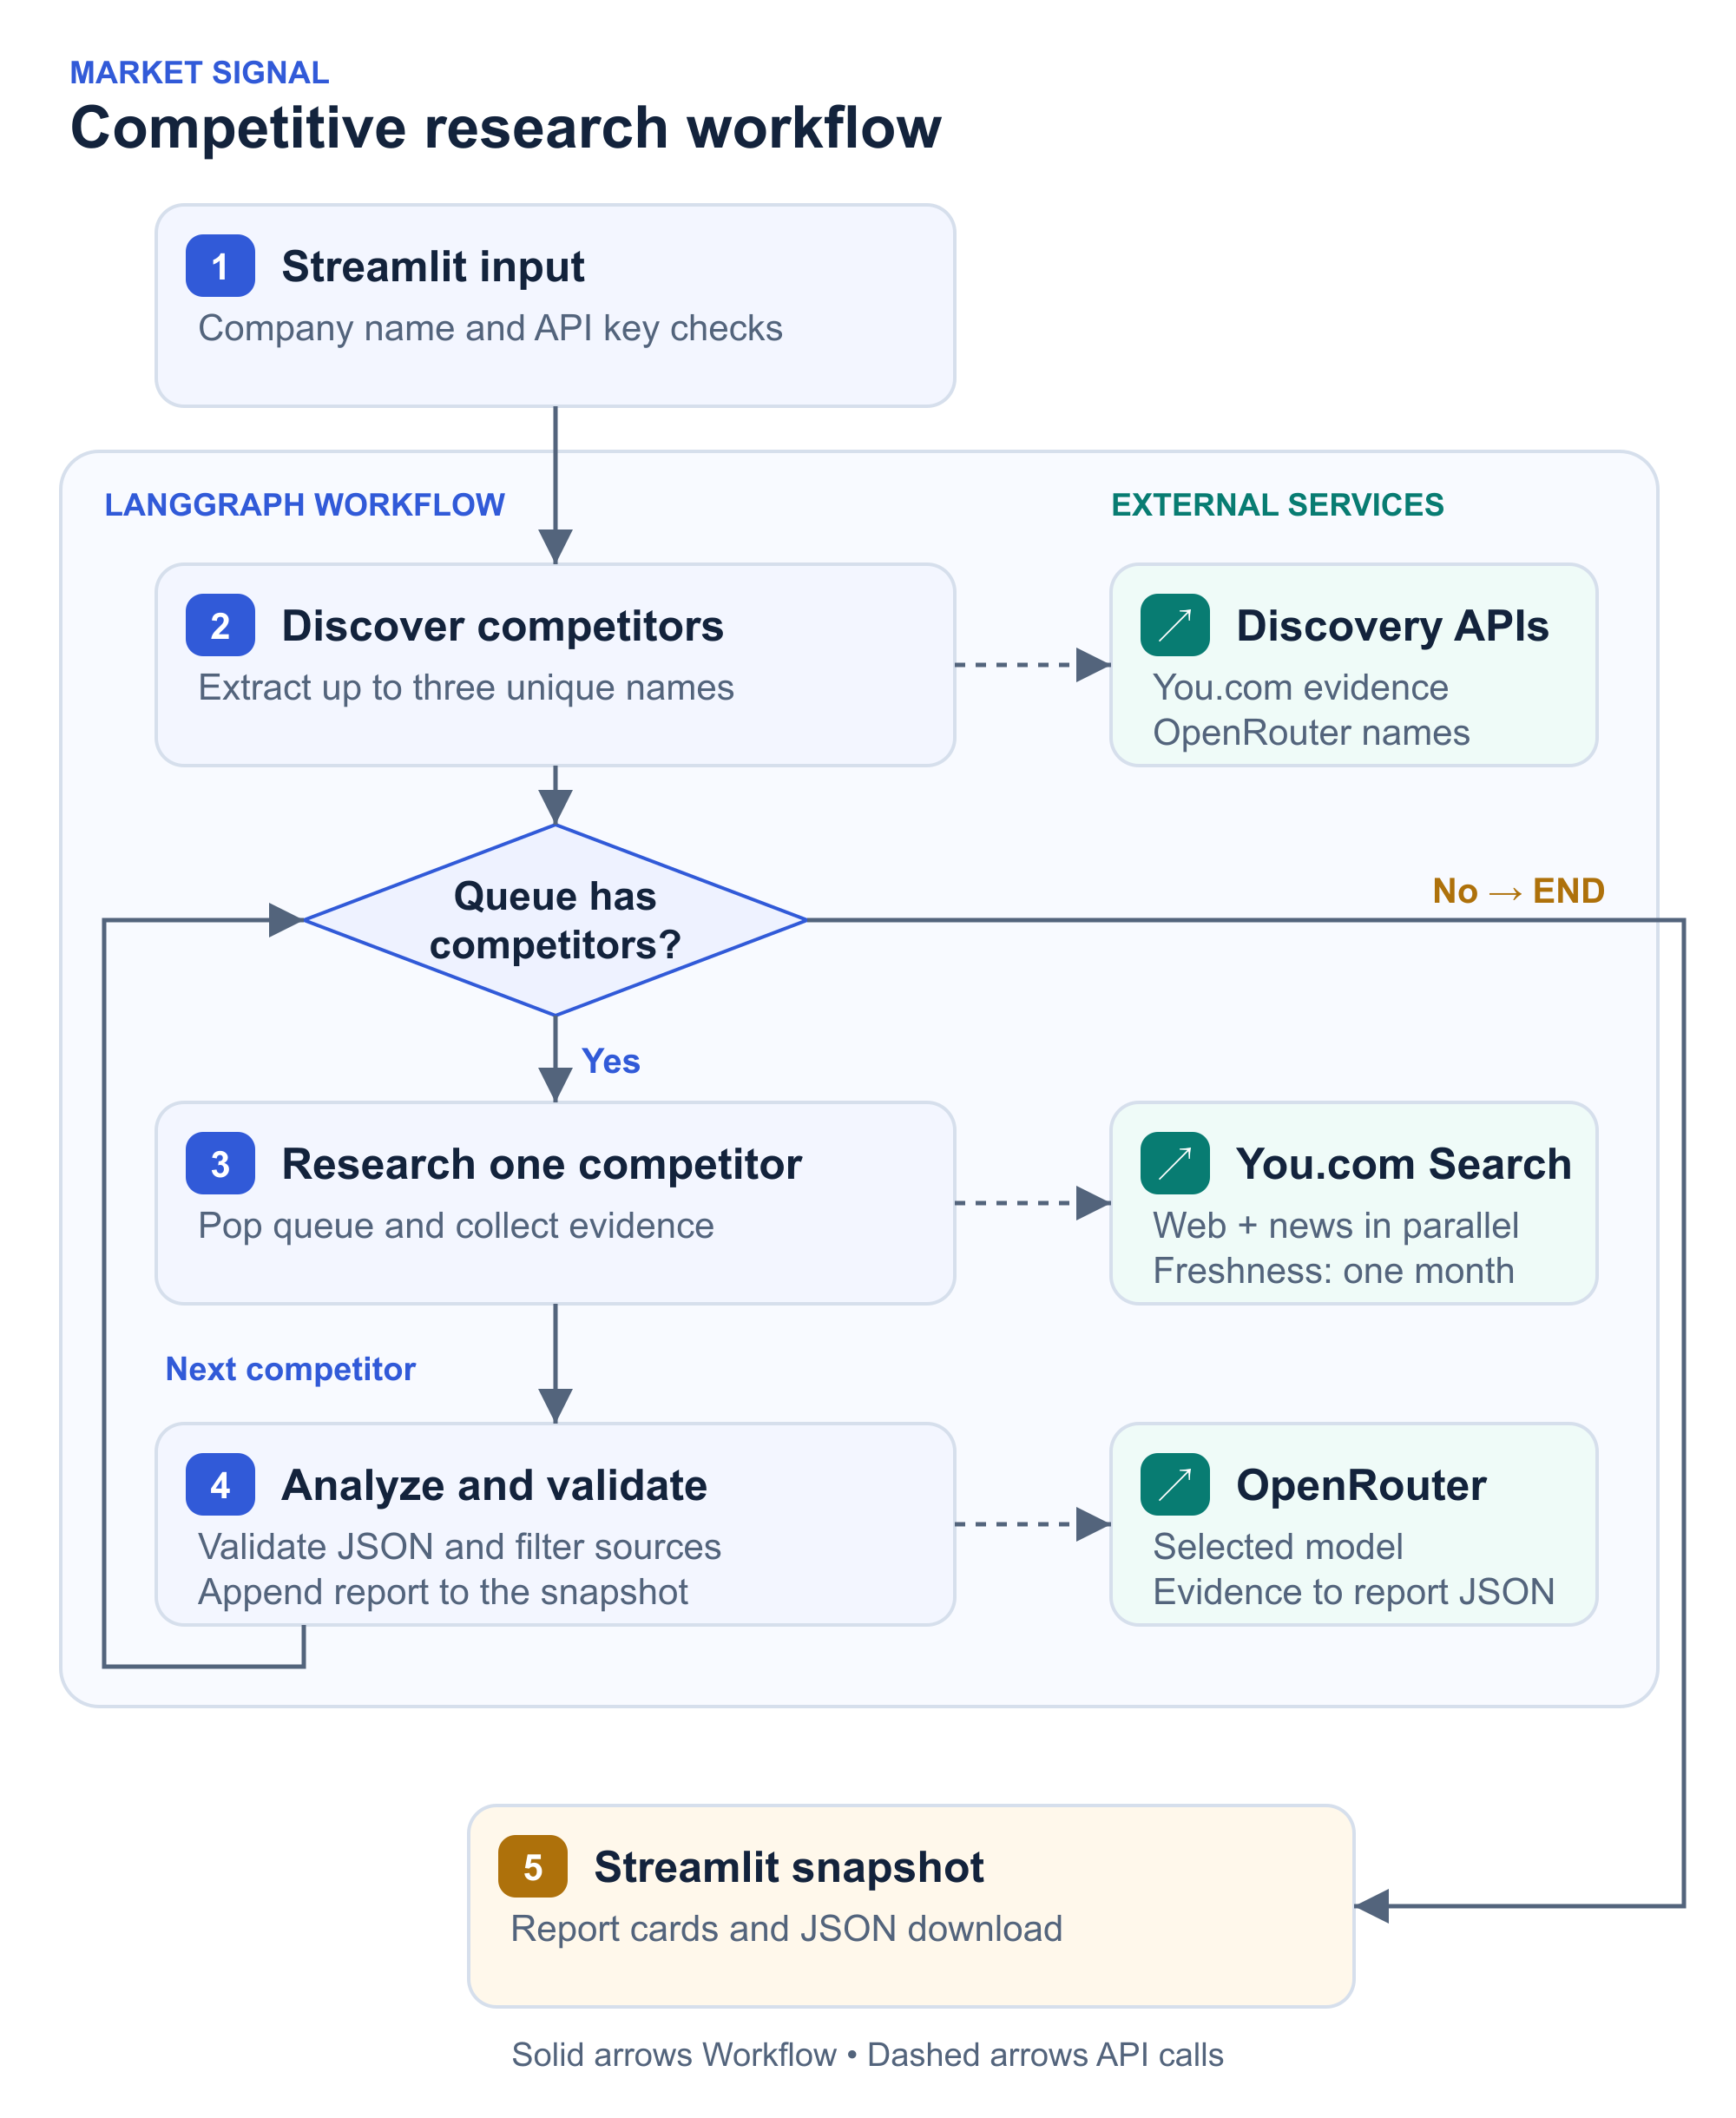 MARKET SIGNAL
Competitive research workflow
1 Streamlit input
Company name and API key checks
LANGGRAPH WORKFLOW
EXTERNAL SERVICES
2 Discover competitors
Extract up to three unique names
Discovery APIs
You.com evidence
OpenRouter names
Queue has
competitors?
No → END
Yes
3 Research one competitor
Pop queue and collect evidence
You.com Search
Web + news in parallel
Freshness: one month
Next competitor
4 Analyze and validate
Validate JSON and filter sources
Append report to the snapshot
OpenRouter
Selected model
Evidence to report JSON
5 Streamlit snapshot
Report cards and JSON download
Solid arrows Workflow • Dashed arrows API calls